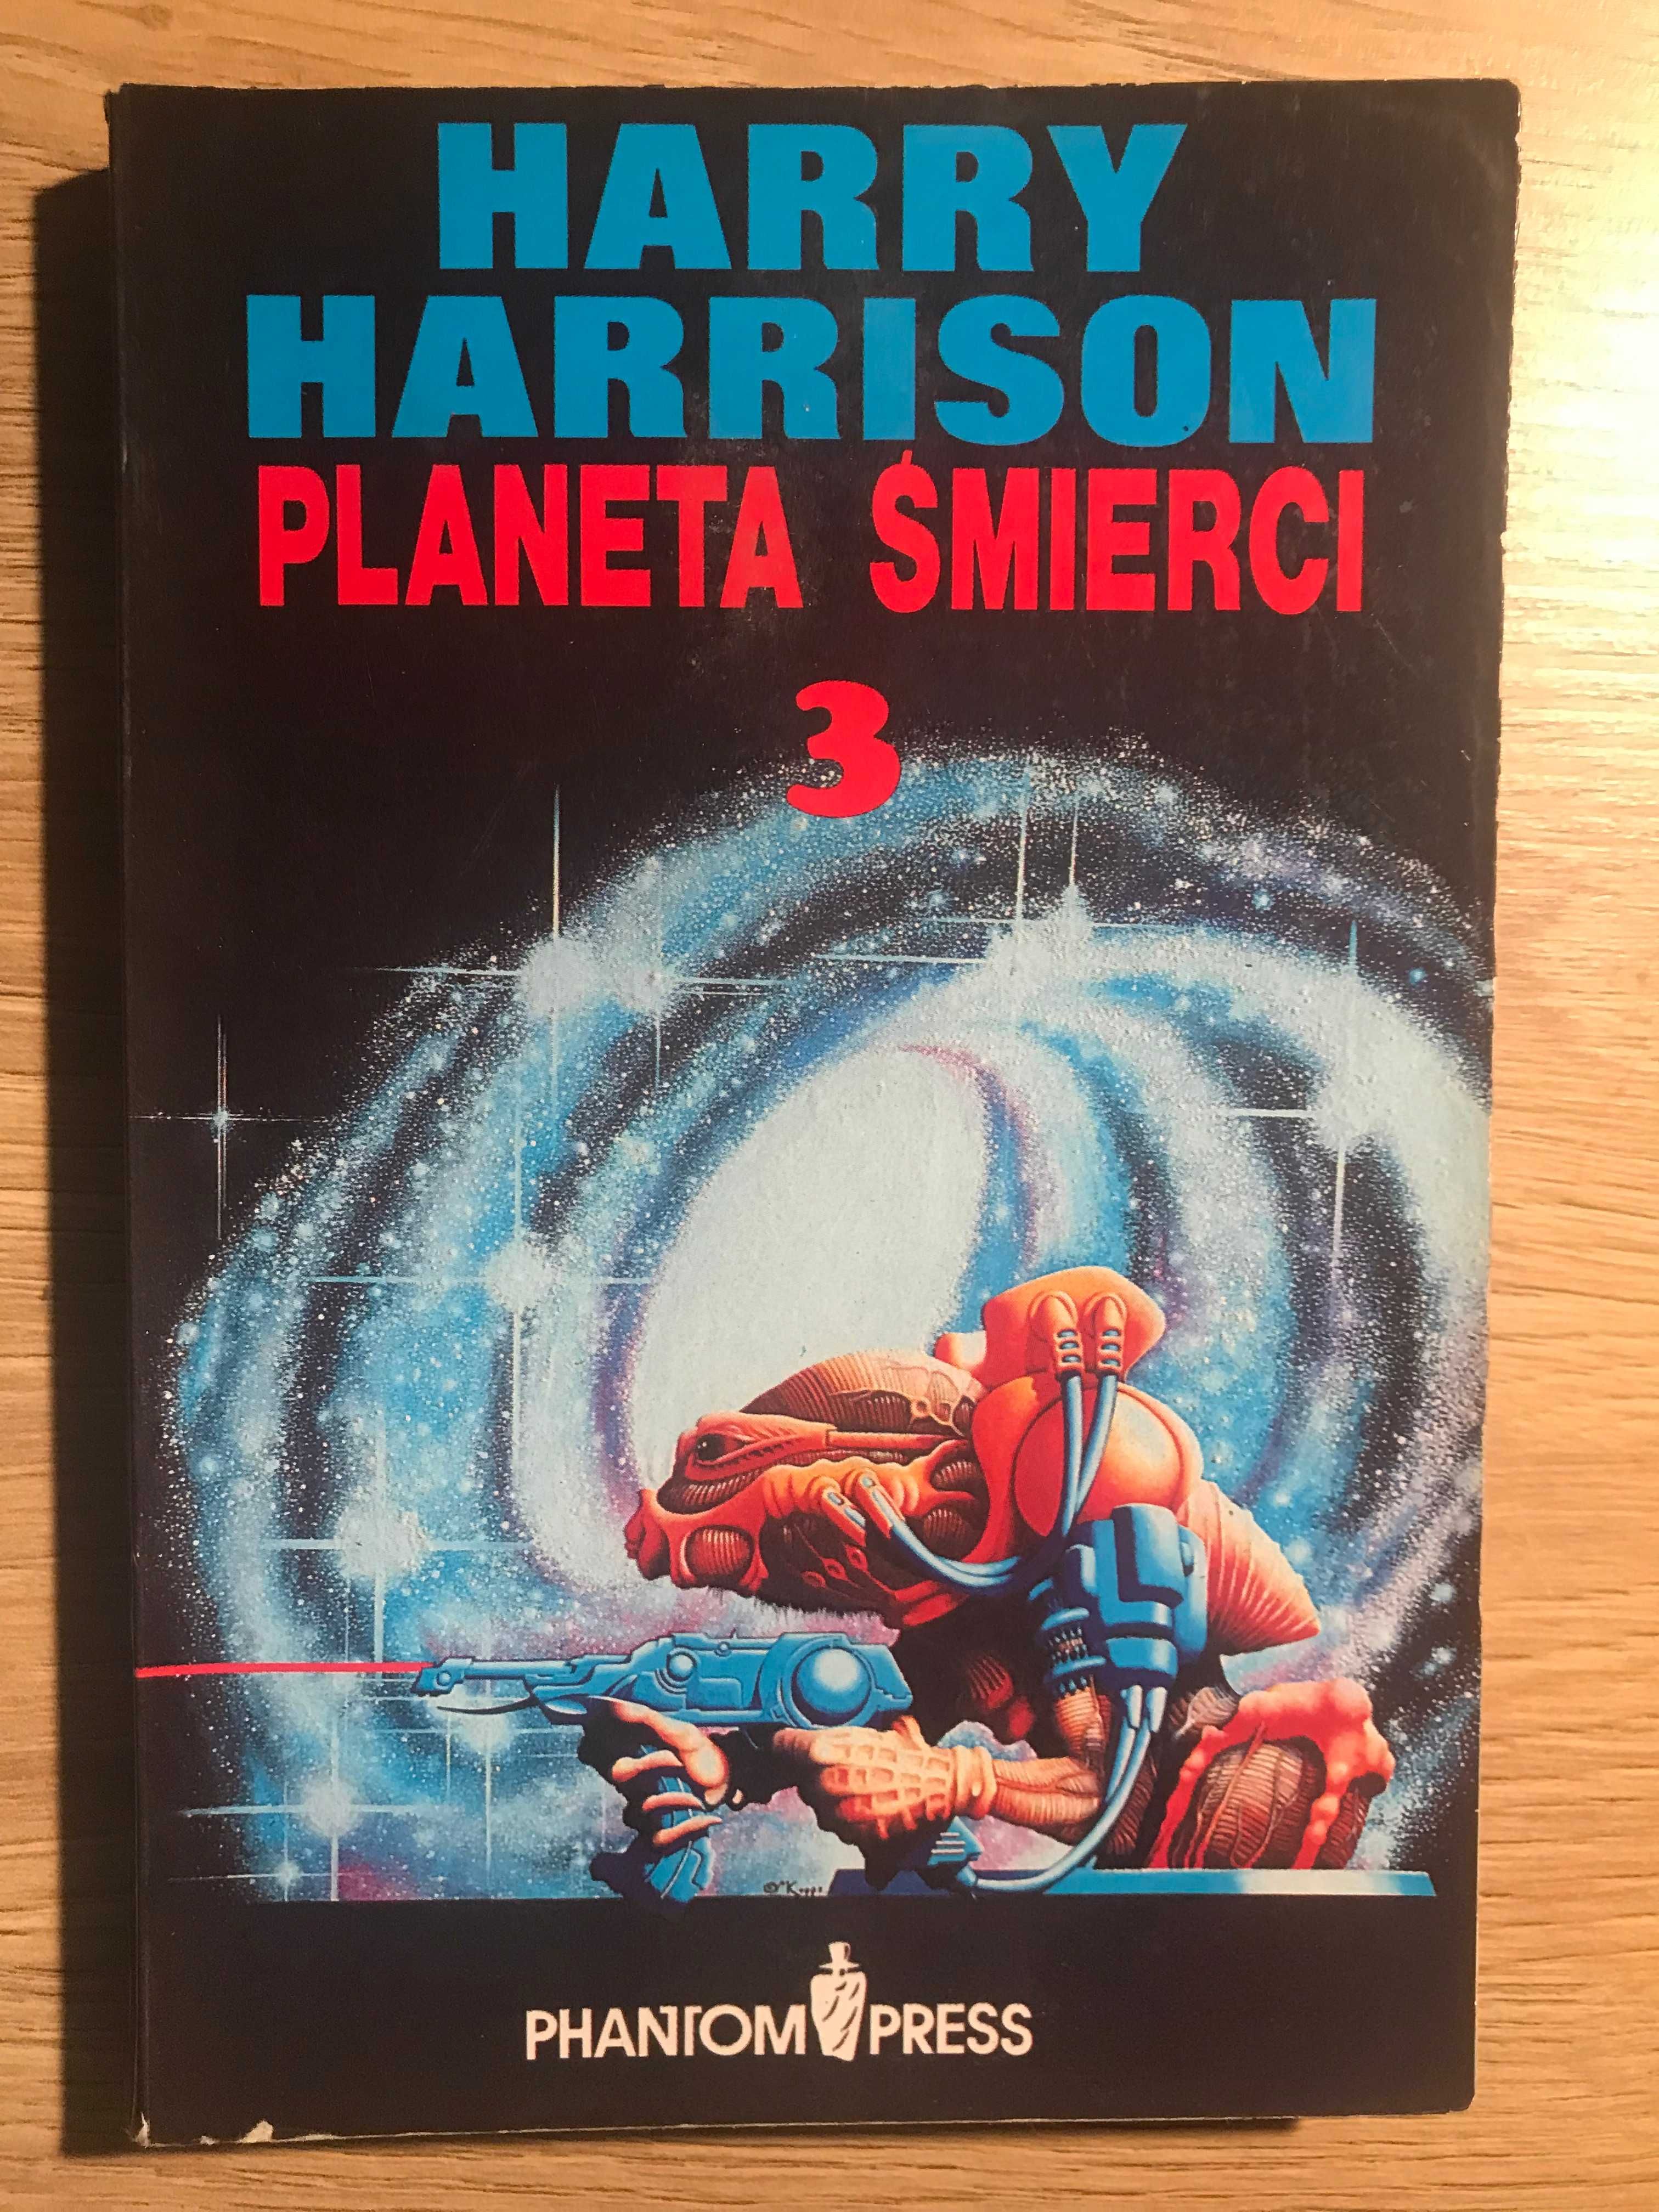 HARRY
HARRISON
PLANETA ŚMIERCI
3
PHANTOM PRESS